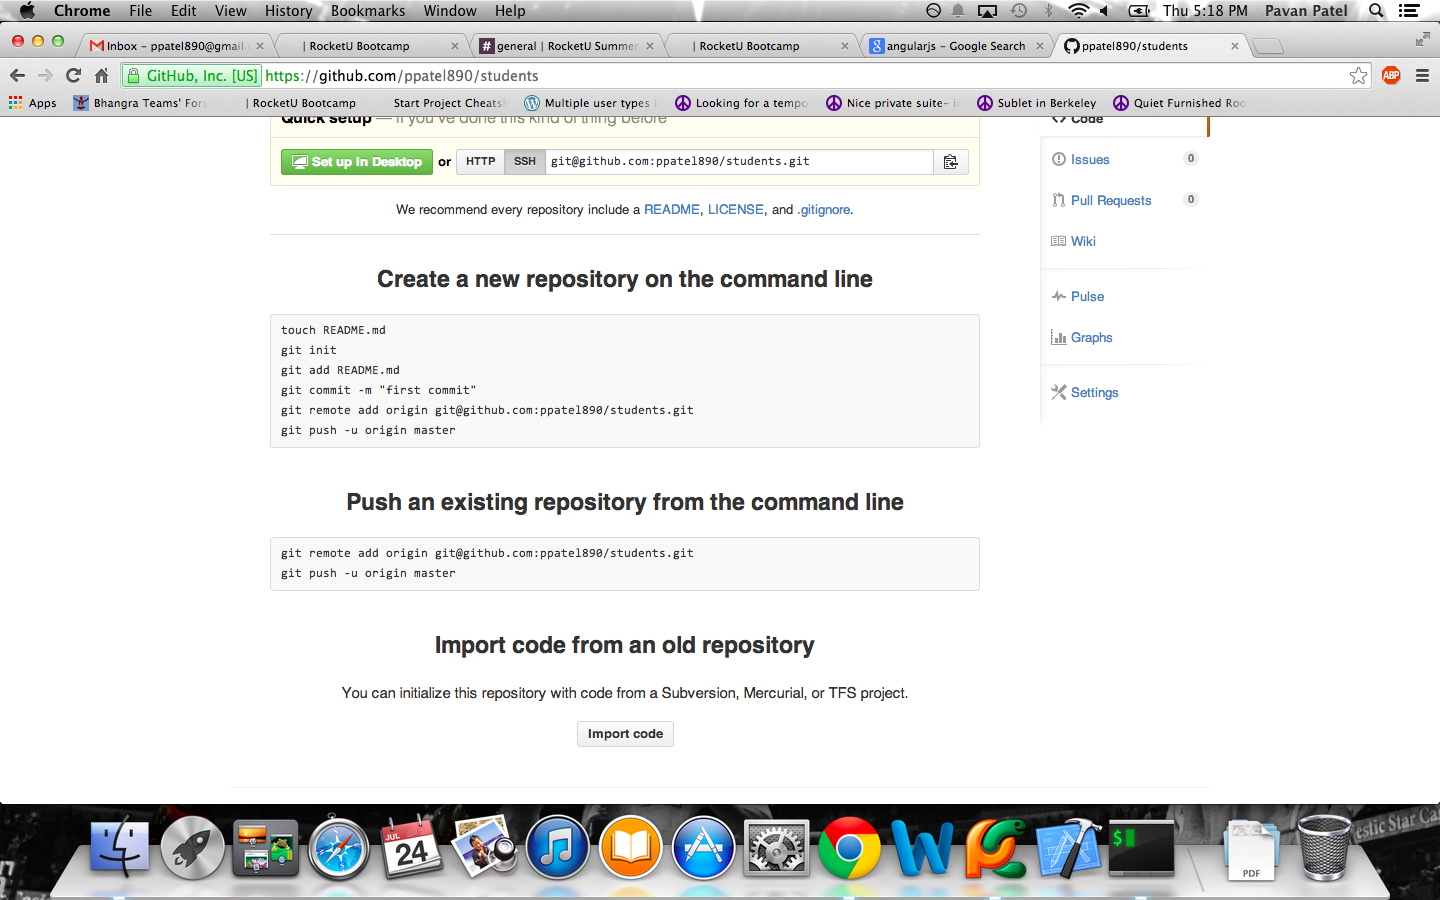 Chrome File Edit View History Bookmarks Window Help Thu 5:18 PM Pavan Patel
Inbox - ppatel890@gmail. | RocketU Bootcamp # general | RocketU Summer | RocketU Bootcamp angularjs - Google Search ppatel890/students
GitHub, Inc. [US] https://github.com/ppatel890/students ABP
Apps Bhangra Teams' Foru | RocketU Bootcamp Start Project Cheatsh Multiple user types i Looking for a tempo Nice private suite- in Sublet in Berkeley Quiet Furnished Roo
Quick setup — if you've done this kind of thing before
Set up in Desktop or HTTP SSH git@github.com:ppatel890/students.git
We recommend every repository include a README, LICENSE, and .gitignore.
Create a new repository on the command line
touch README.md
git init
git add README.md
git commit -m "first commit"
git remote add origin git@github.com:ppatel890/students.git
git push -u origin master
Push an existing repository from the command line
git remote add origin git@github.com:ppatel890/students.git
git push -u origin master
Import code from an old repository
You can initialize this repository with code from a Subversion, Mercurial, or TFS project.
Import code
Code
Issues 0
Pull Requests 0
Wiki
Pulse
Graphs
Settings
JUL
24
$
PDF
estic Star Ca